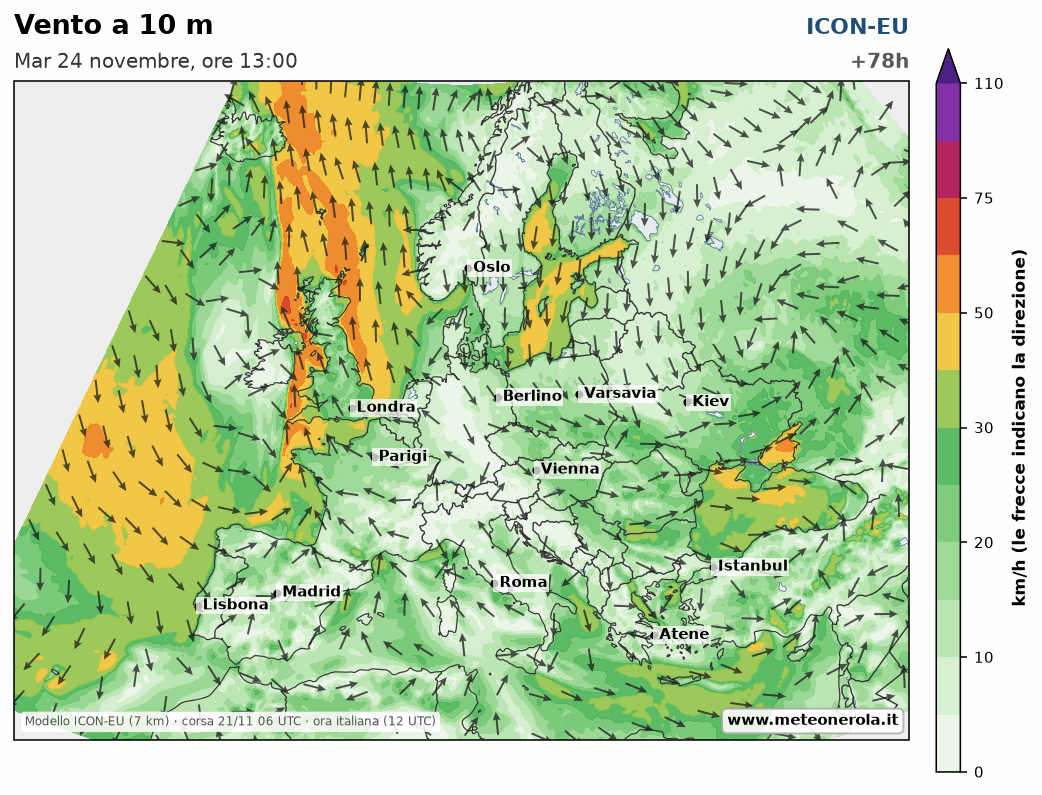 Vento a 10 m
ICON-EU
Mar 24 novembre, ore 13:00
+78h
110
75
50
30
20
10
0
km/h (le frecce indicano la direzione)
Oslo
Berlino
Varsavia
Kiev
Londra
Parigi
Vienna
Istanbul
Roma
Madrid
Lisbona
Atene
Modello ICON-EU (7 km) · corsa 21/11 06 UTC · ora italiana (12 UTC)
www.meteonerola.it